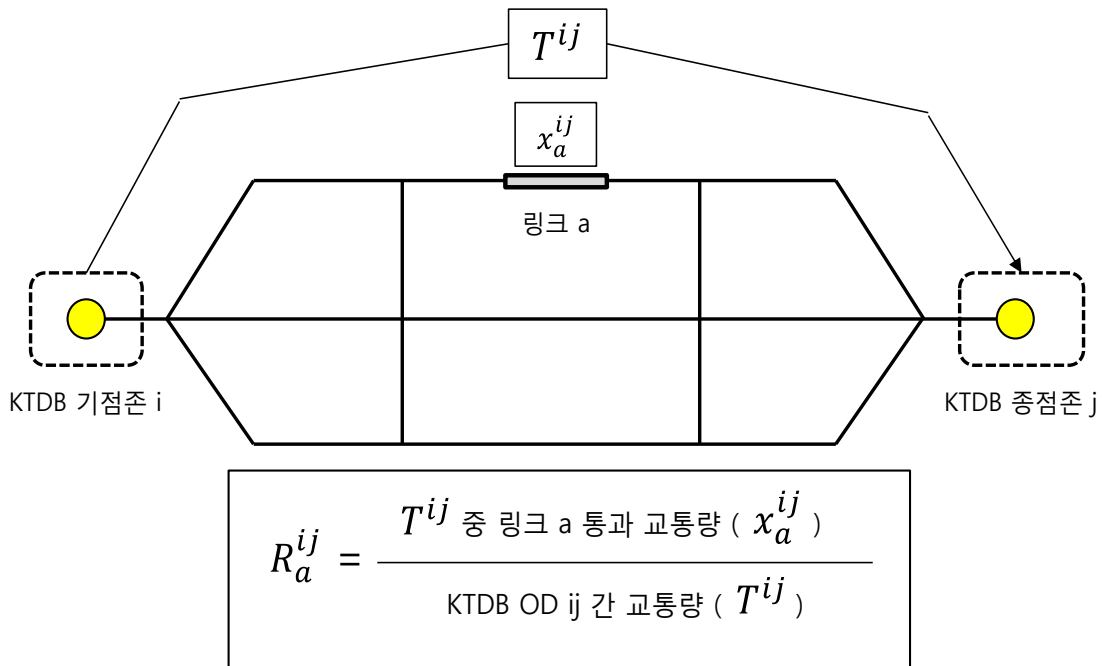 T^{ij}
x_a^{ij}
링크 a
KTDB 기점존 i
KTDB 종점존 j
T^{ij} 중 링크 a 통과 교통량 ( x_a^{ij} )
R_a^{ij} =
KTDB OD ij 간 교통량 ( T^{ij} )